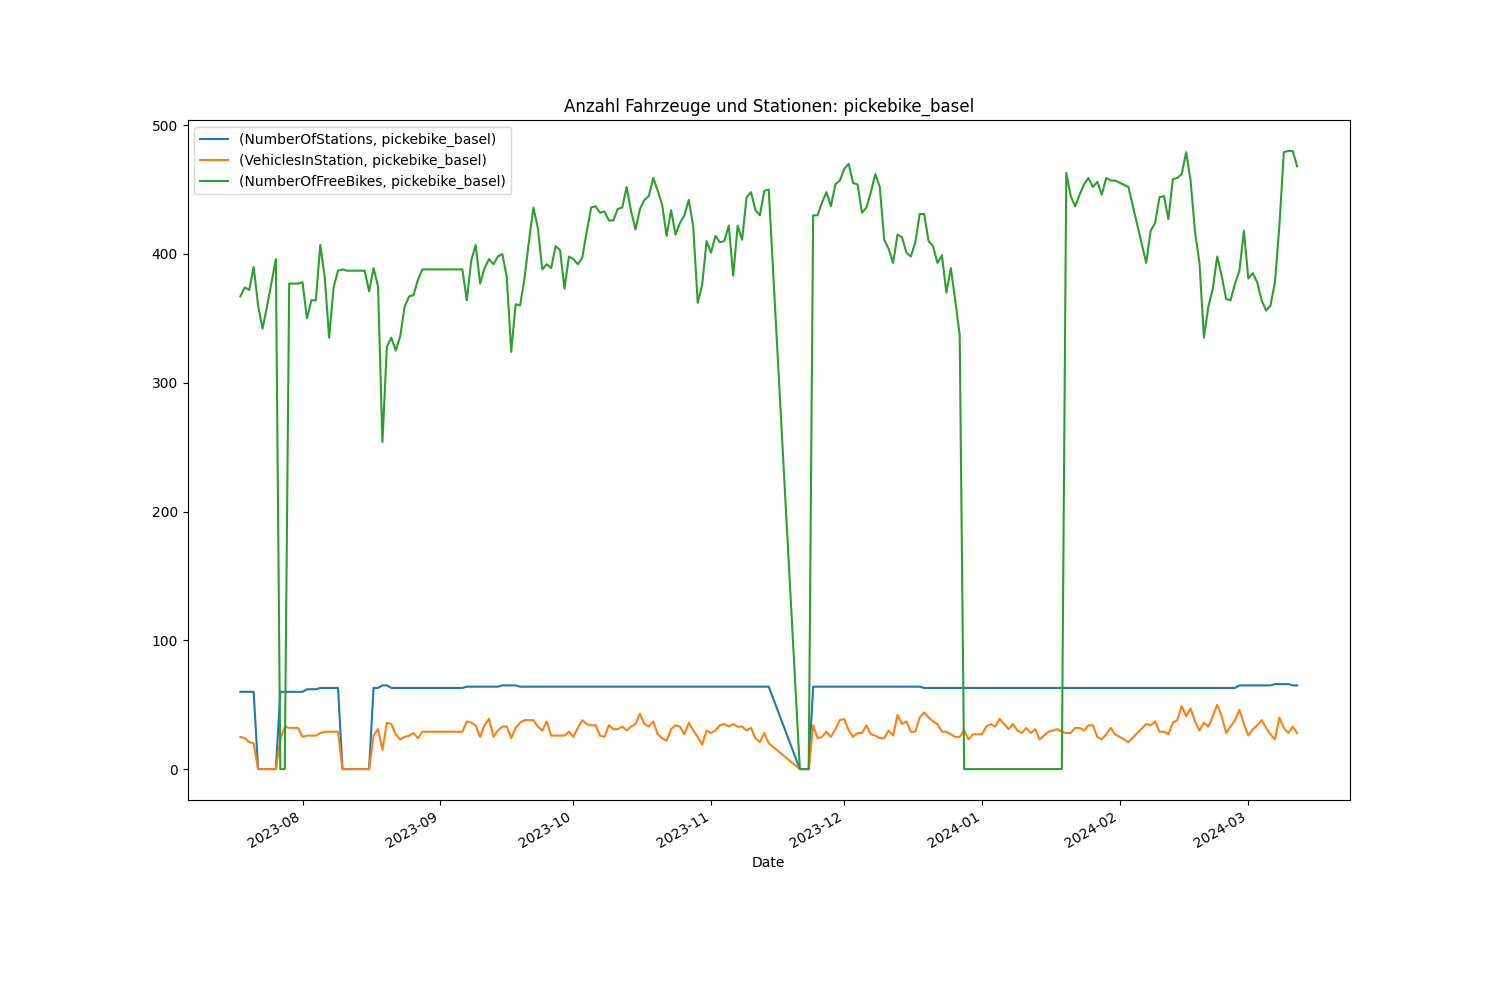 Anzahl Fahrzeuge und Stationen: pickebike_basel
(NumberOfStations, pickebike_basel)
(VehiclesInStation, pickebike_basel)
(NumberOfFreeBikes, pickebike_basel)
500
400
300
200
100
0
2023-08
2023-09
2023-10
2023-11
2023-12
2024-01
2024-02
2024-03
Date